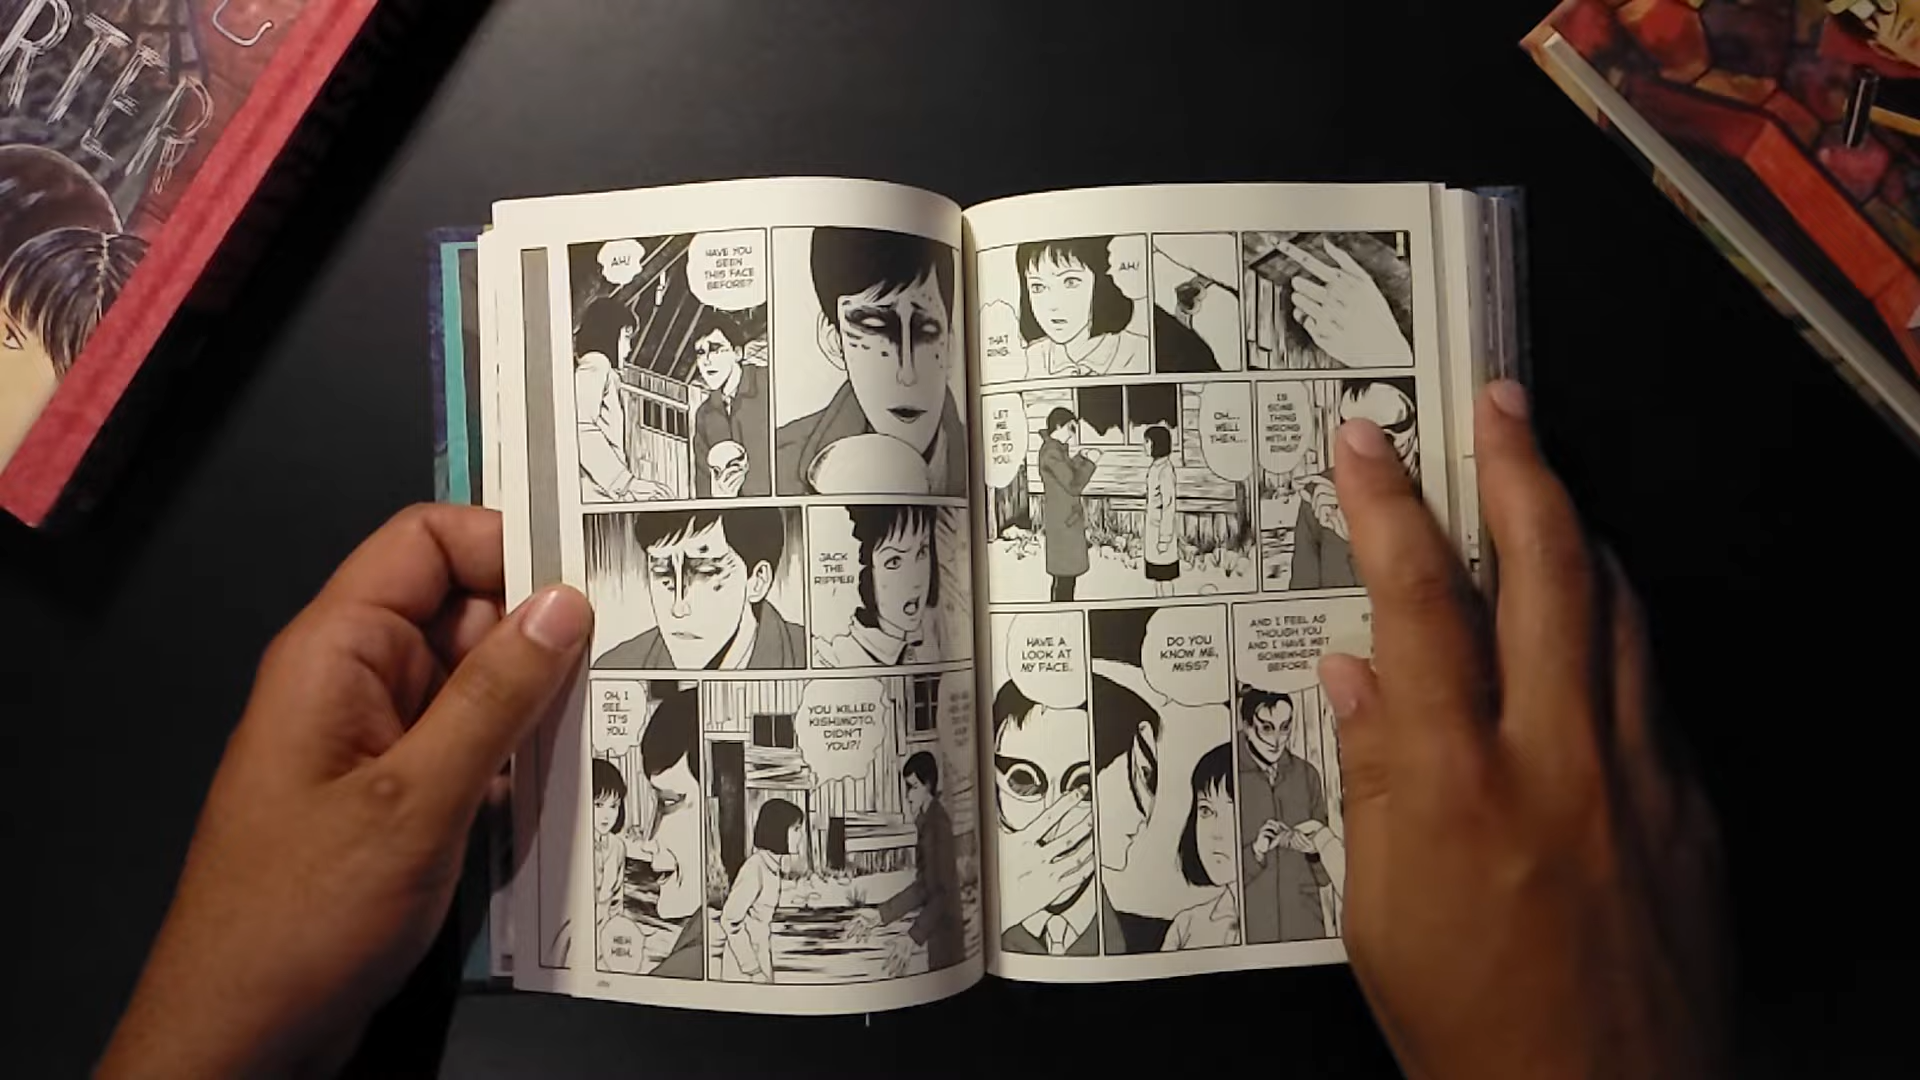 RTER
AH!
THAT
RING.
IS
SOME
THING
WRONG
WITH MY
RING?
OH...
WELL
THEN...
LET
ME
GIVE
IT TO
YOU.
AND I FEEL AS
THOUGH YOU
AND I HAVE MET
SOMEWHERE
BEFORE.
DO YOU
KNOW ME,
MISS?
HAVE A
LOOK AT
MY FACE.
HAVE YOU
SEEN
THIS FACE
BEFORE?
AH!
JACK
THE
RIPPER
YOU KILLED
KISHIMOTO,
DIDN'T
YOU?!
OH, I
SEE...
IT'S
YOU.
HEH
HEH.